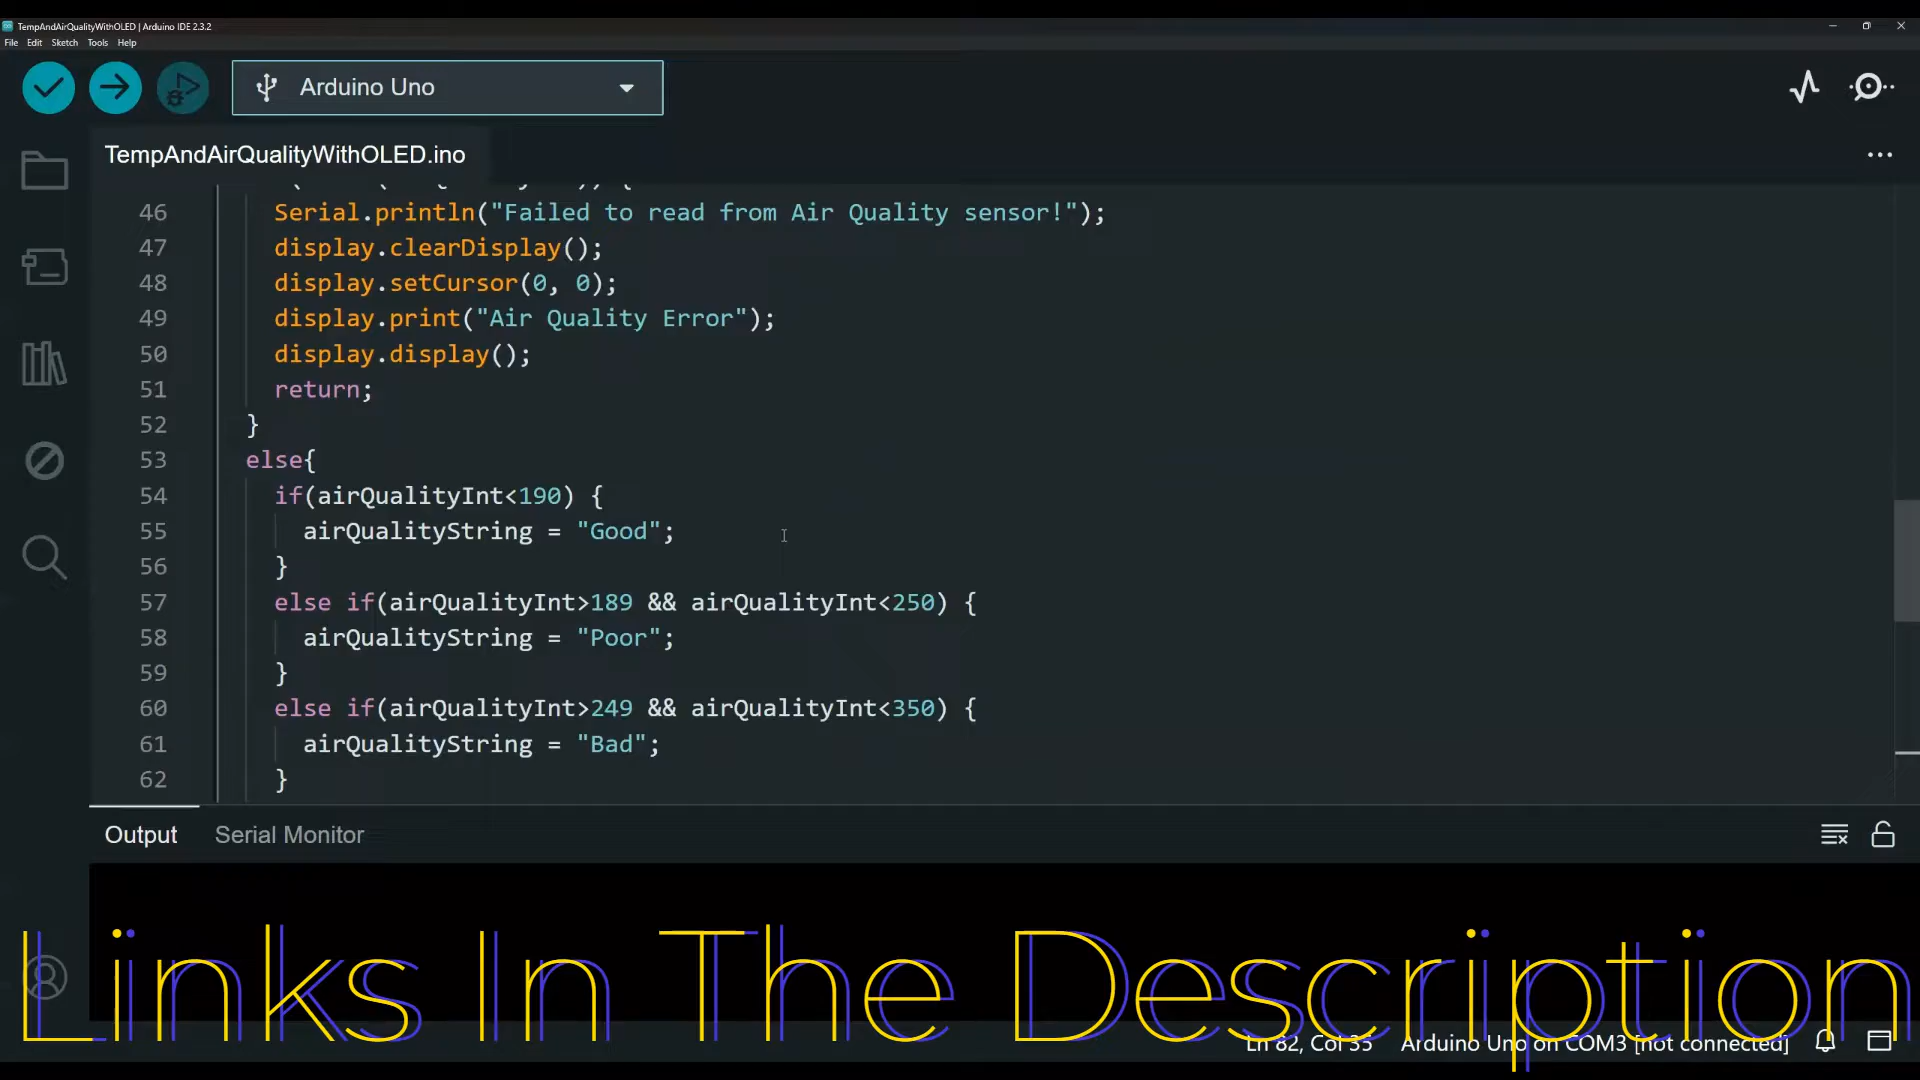 TempAndAirQualityWithOLED | Arduino IDE 2.3.2
File Edit Sketch Tools Help
Arduino Uno
TempAndAirQualityWithOLED.ino
46 Serial.println("Failed to read from Air Quality sensor!");
47 display.clearDisplay();
48 display.setCursor(0, 0);
49 display.print("Air Quality Error");
50 display.display();
51 return;
52 }
53 else{
54 if(airQualityInt<190) {
55 airQualityString = "Good";
56 }
57 else if(airQualityInt>189 && airQualityInt<250) {
58 airQualityString = "Poor";
59 }
60 else if(airQualityInt>249 && airQualityInt<350) {
61 airQualityString = "Bad";
62 }
Output Serial Monitor
Links In The Description
Ln 82, Col 35 Arduino Uno on COM3 [not connected]